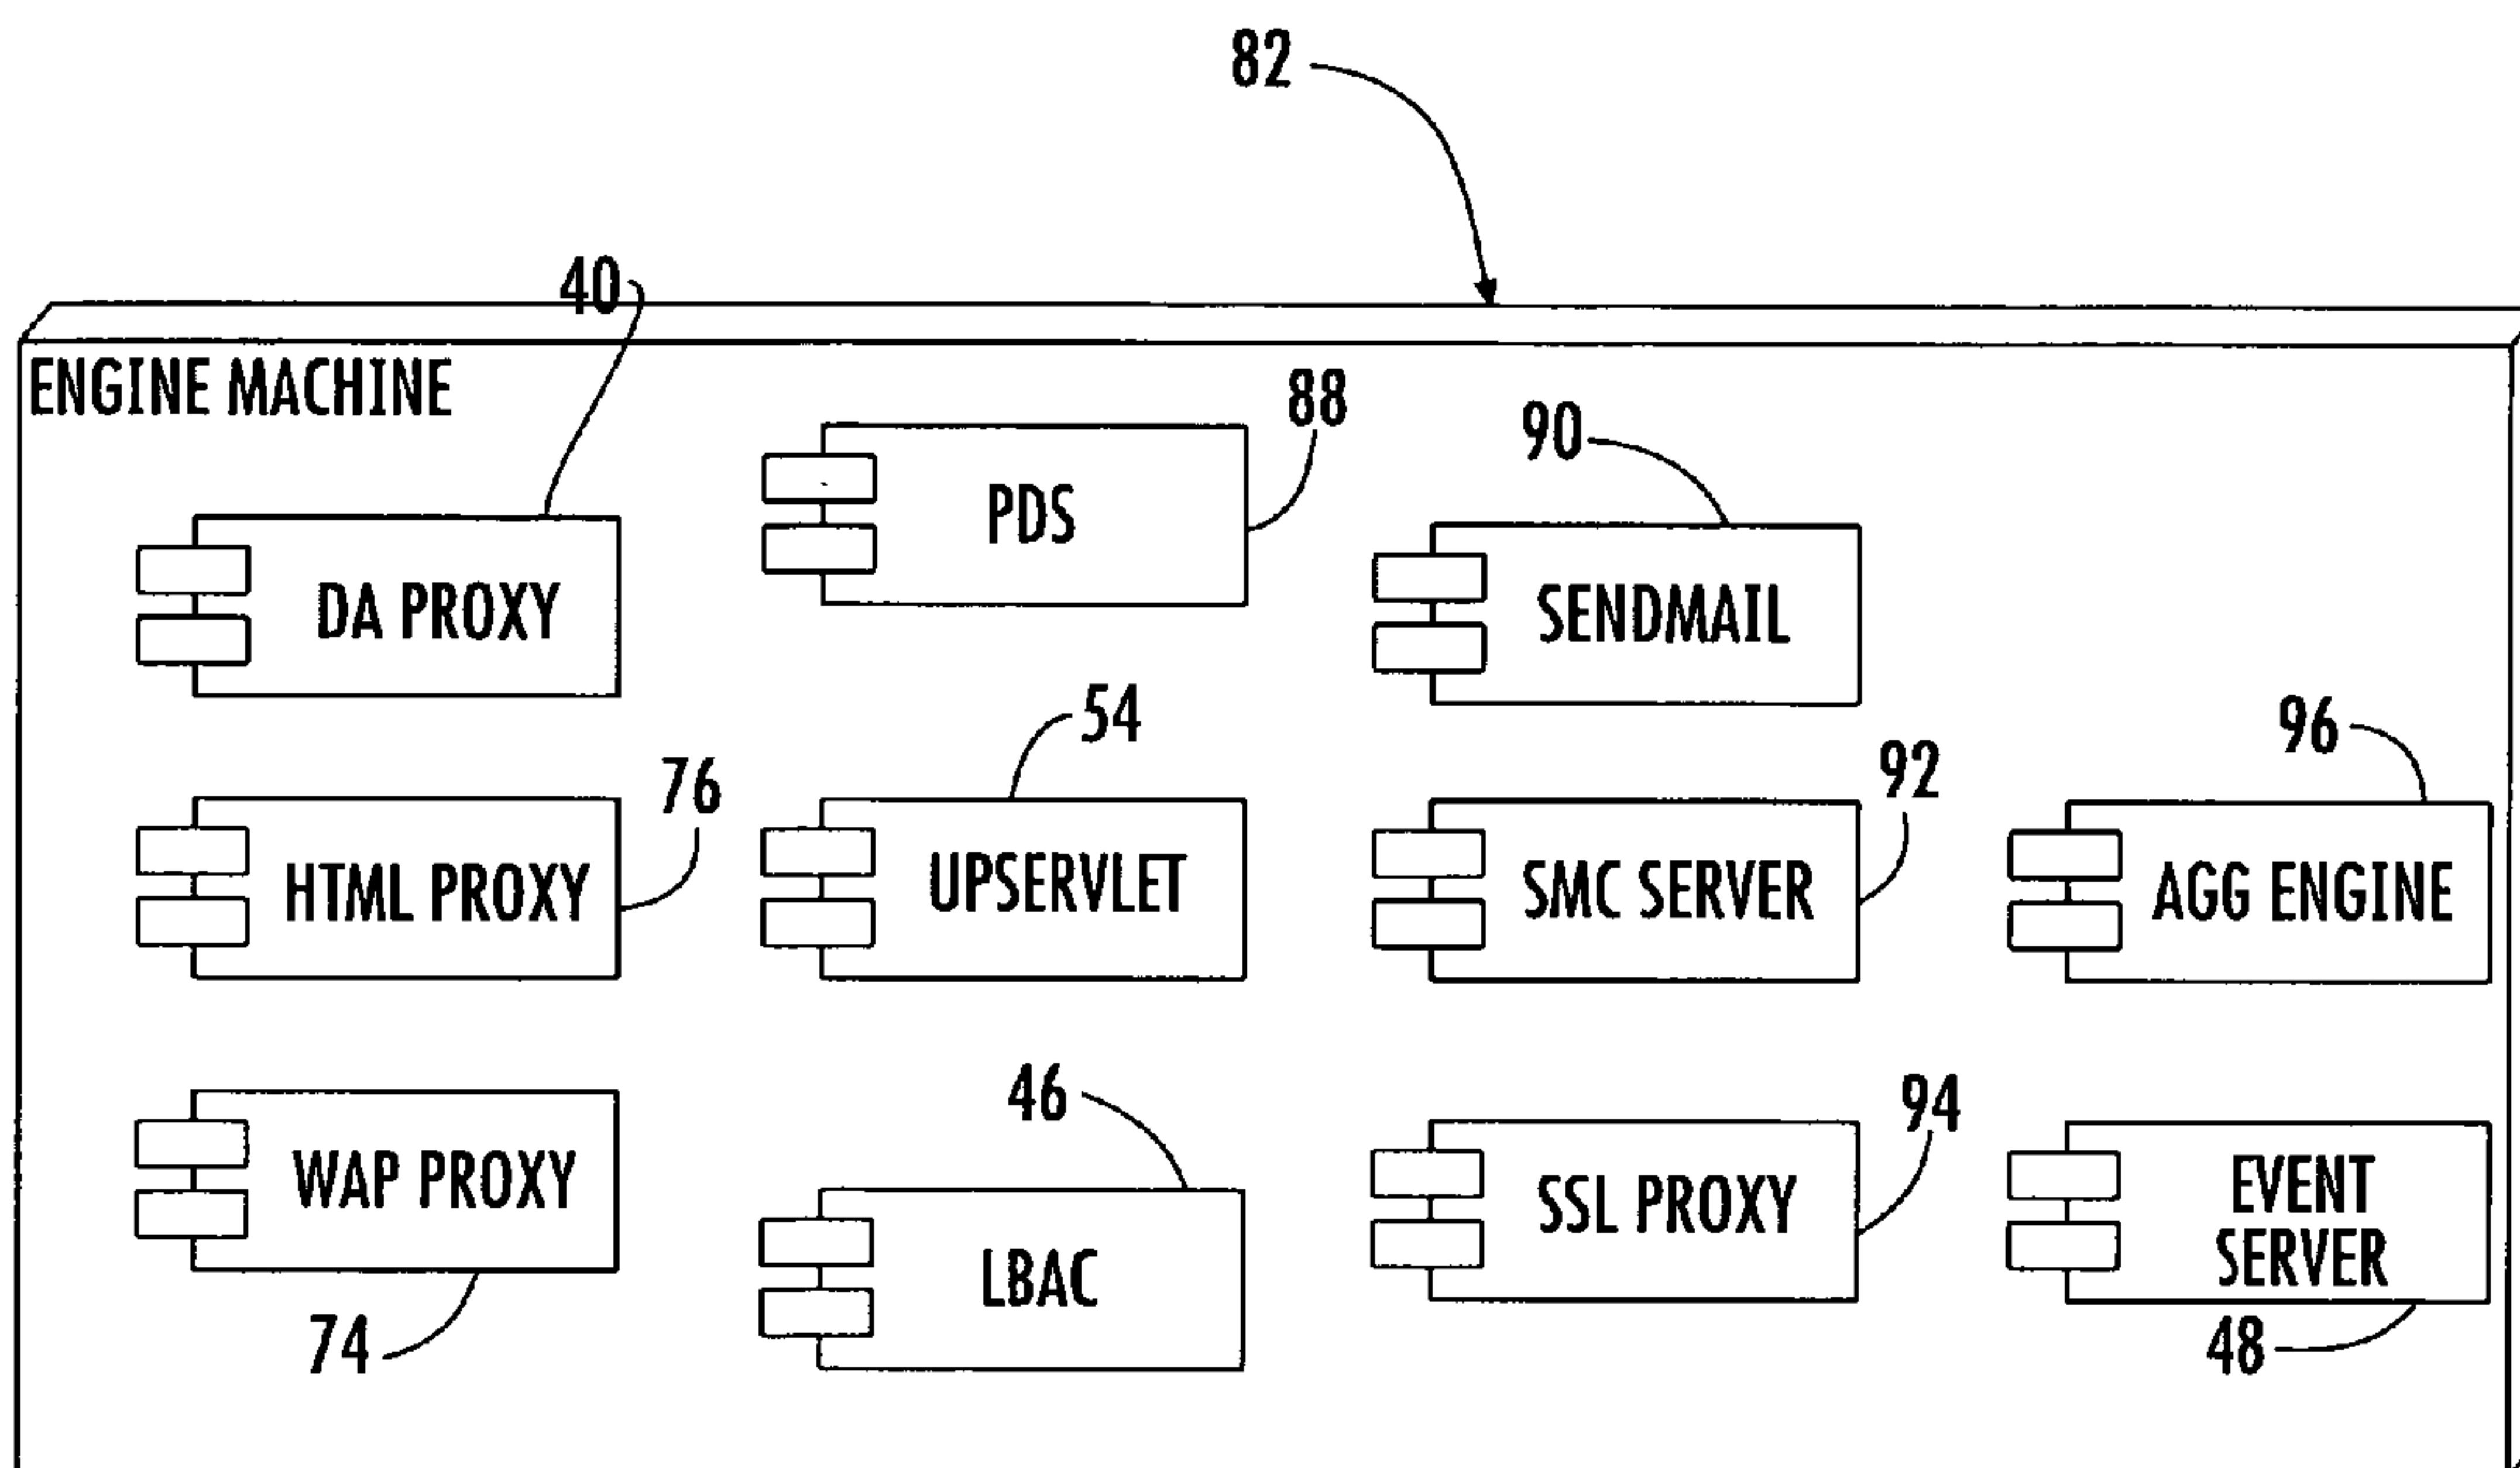 82
40
ENGINE MACHINE
88
90
PDS
DA PROXY
SENDMAIL
54
96
76
92
HTML PROXY
UPSERVLET
SMC SERVER
AGG ENGINE
46
94
WAP PROXY
SSL PROXY
EVENT
SERVER
LBAC
74
48